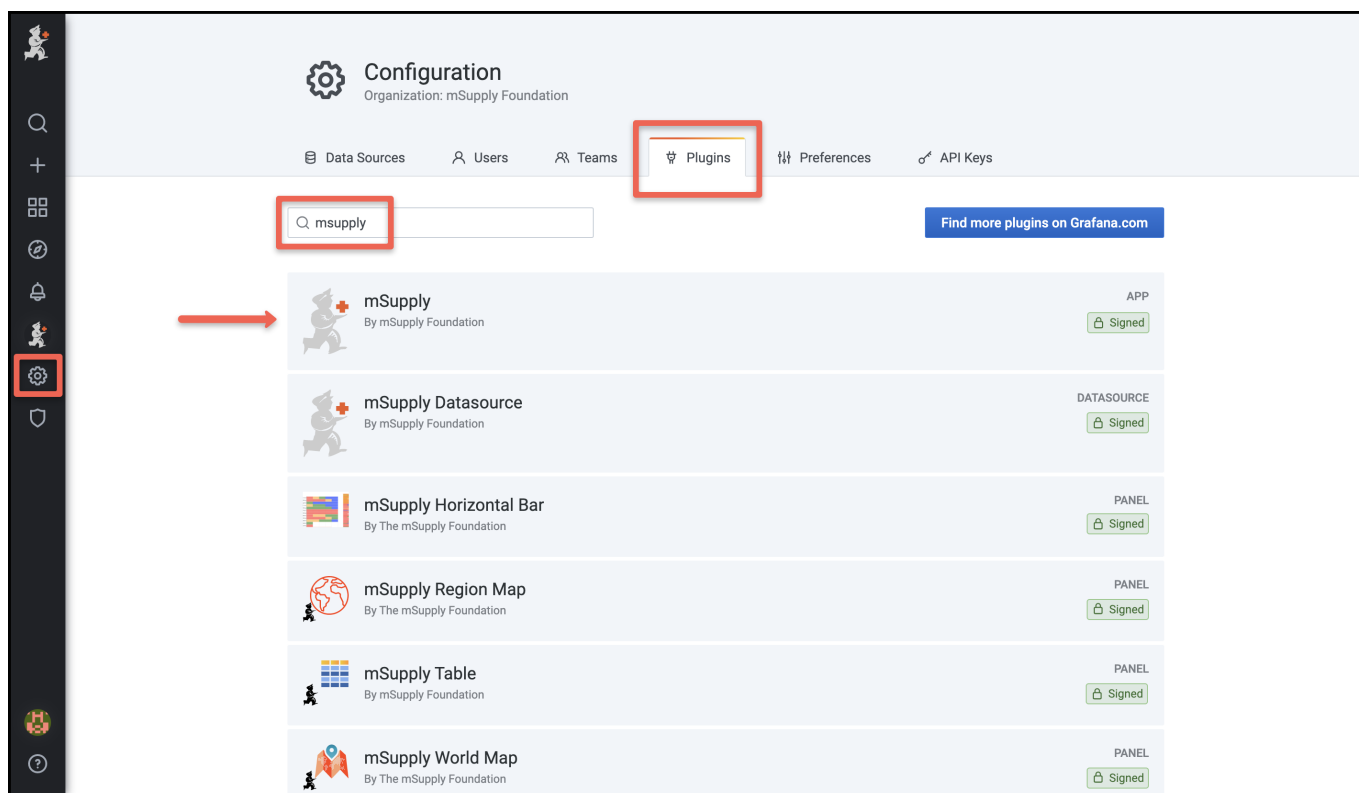 Configuration
Organization: mSupply Foundation
Data Sources Users Teams Plugins Preferences API Keys
msupply
Find more plugins on Grafana.com
mSupply
By mSupply Foundation
APP
Signed
mSupply Datasource
By mSupply Foundation
DATASOURCE
Signed
mSupply Horizontal Bar
By The mSupply Foundation
PANEL
Signed
mSupply Region Map
By The mSupply Foundation
PANEL
Signed
mSupply Table
By mSupply Foundation
PANEL
Signed
mSupply World Map
By The mSupply Foundation
PANEL
Signed